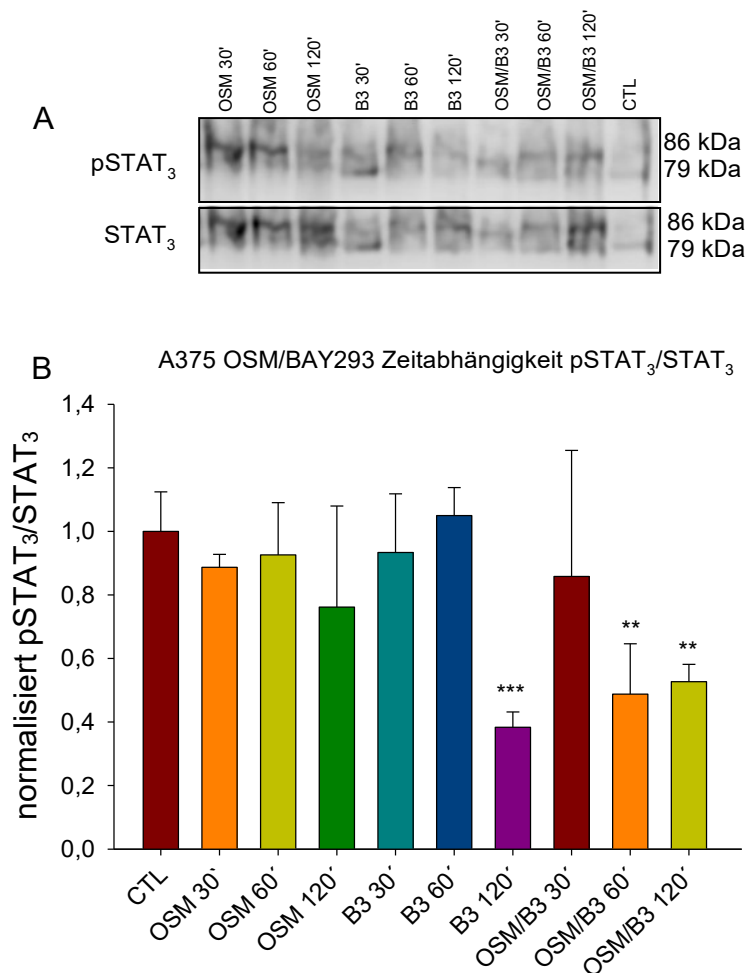 OSM 30'
OSM 60'
OSM 120'
B3 30'
B3 60'
B3 120'
OSM/B3 30'
OSM/B3 60'
OSM/B3 120'
CTL
A
pSTAT₃
86 kDa
79 kDa
STAT₃
86 kDa
79 kDa
B
A375 OSM/BAY293 Zeitabhängigkeit pSTAT₃/STAT₃
normalisiert pSTAT₃/STAT₃
1,4
1,2
1,0
0,8
0,6
0,4
0,2
0,0
***
**
**
CTL
OSM 30‘
OSM 60‘
OSM 120‘
B3 30‘
B3 60‘
B3 120‘
OSM/B3 30‘
OSM/B3 60‘
OSM/B3 120‘